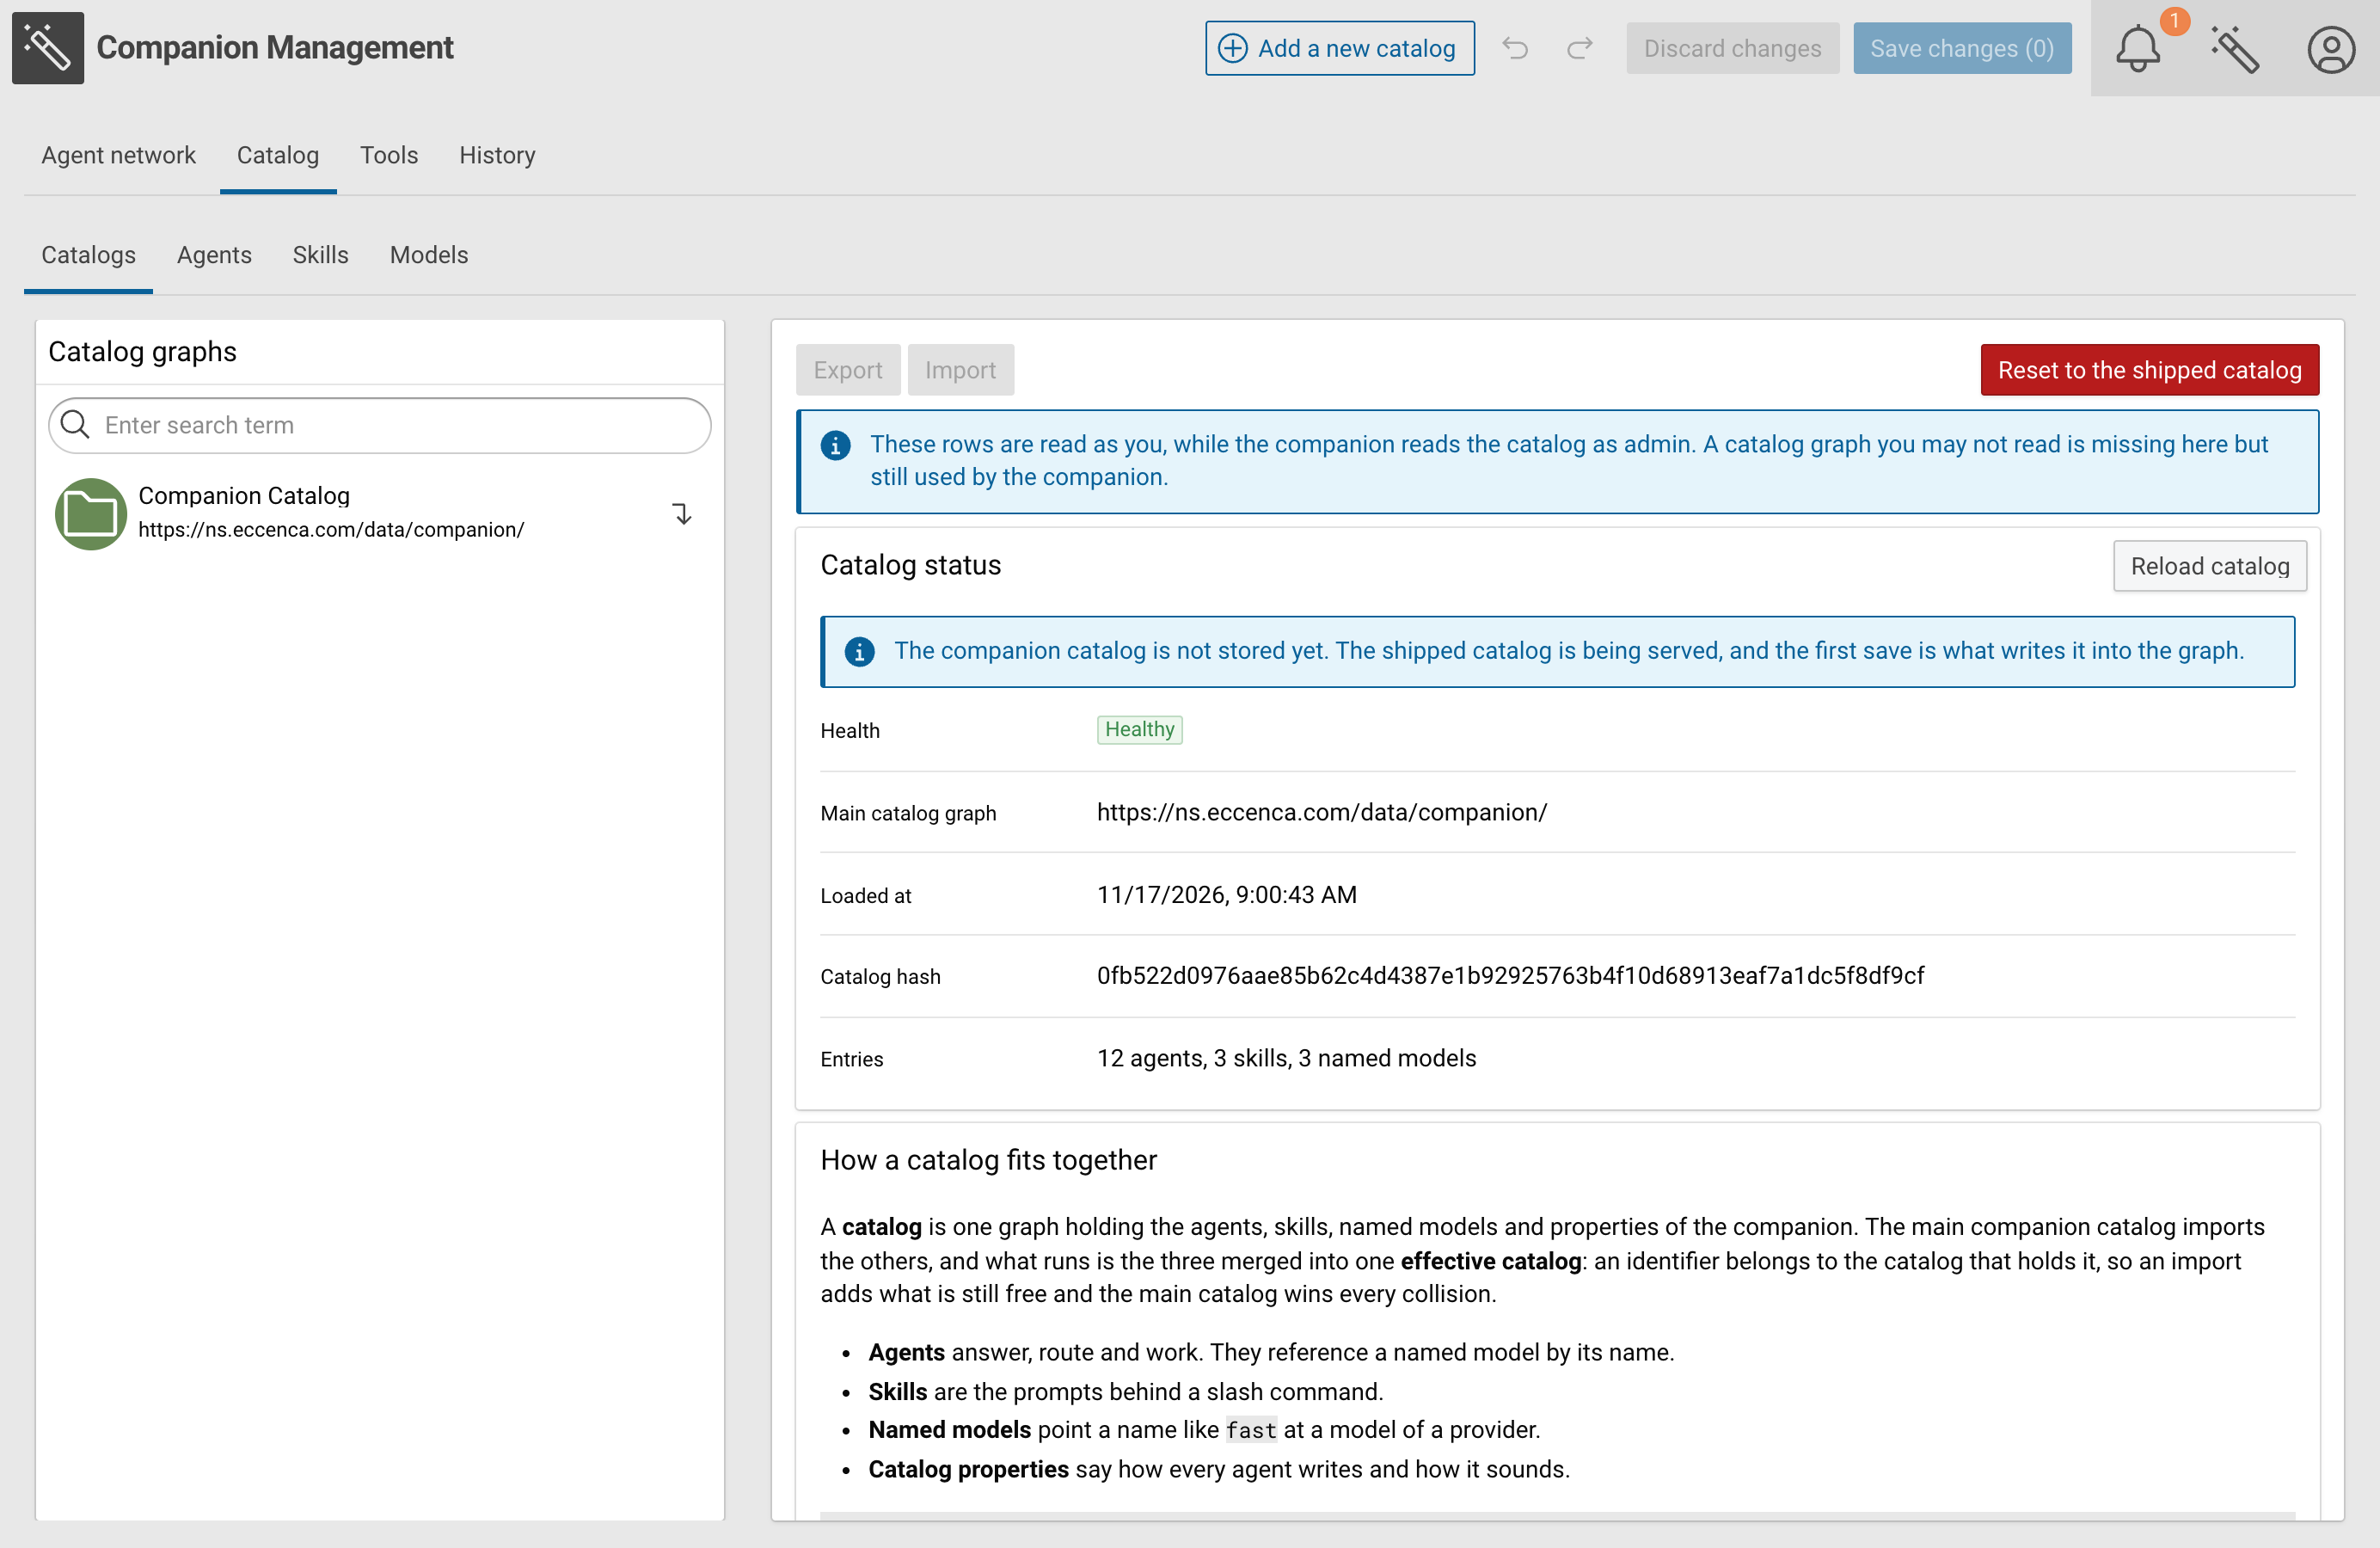 Companion Management
Add a new catalog
Discard changes
Save changes (0)
1
Agent network
Catalog
Tools
History
Catalogs
Agents
Skills
Models
Catalog graphs
Enter search term
Companion Catalog
https://ns.eccenca.com/data/companion/
Export
Import
Reset to the shipped catalog
These rows are read as you, while the companion reads the catalog as admin. A catalog graph you may not read is missing here but
still used by the companion.
Catalog status
Reload catalog
The companion catalog is not stored yet. The shipped catalog is being served, and the first save is what writes it into the graph.
Health
Healthy
Main catalog graph
https://ns.eccenca.com/data/companion/
Loaded at
11/17/2026, 9:00:43 AM
Catalog hash
0fb522d0976aae85b62c4d4387e1b92925763b4f10d68913eaf7a1dc5f8df9cf
Entries
12 agents, 3 skills, 3 named models
How a catalog fits together
A catalog is one graph holding the agents, skills, named models and properties of the companion. The main companion catalog imports
the others, and what runs is the three merged into one effective catalog: an identifier belongs to the catalog that holds it, so an import
adds what is still free and the main catalog wins every collision.
• Agents answer, route and work. They reference a named model by its name.
• Skills are the prompts behind a slash command.
• Named models point a name like fast at a model of a provider.
• Catalog properties say how every agent writes and how it sounds.